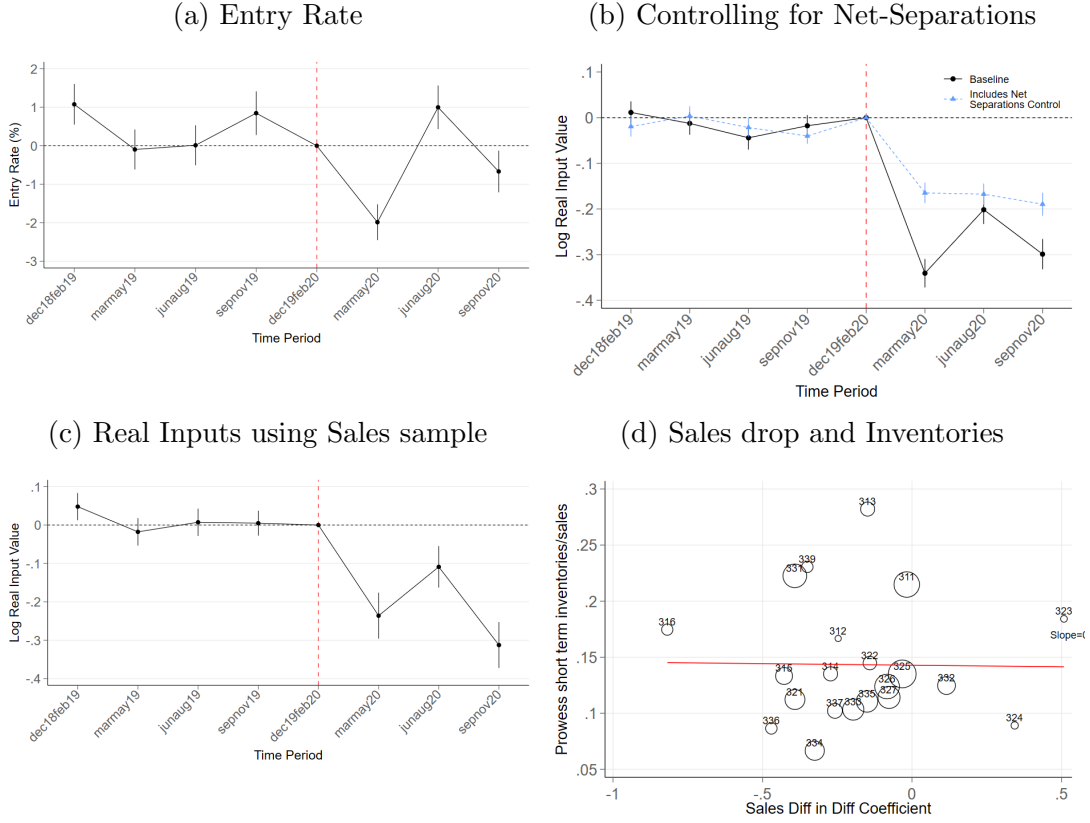 (a) Entry Rate
2
1
0
-1
-2
-3
Entry Rate (%)
dec18feb19
marmay19
junaug19
sepnov19
dec19feb20
marmay20
junaug20
sepnov20
Time Period
(b) Controlling for Net-Separations
Baseline
Includes Net
Separations Control
.1
0
-.1
-.2
-.3
-.4
Log Real Input Value
dec18feb19
marmay19
junaug19
sepnov19
dec19feb20
marmay20
junaug20
sepnov20
Time Period
(c) Real Inputs using Sales sample
.1
0
-.1
-.2
-.3
-.4
Log Real Input Value
dec18feb19
marmay19
junaug19
sepnov19
dec19feb20
marmay20
junaug20
sepnov20
Time Period
(d) Sales drop and Inventories
.3
.25
.2
.15
.1
.05
Prowess short term inventories/sales
313
339
331
311
323
316
312
Slope=0
322
325
315
314
326
332
321
327
335
337
324
336
334
-1
-.5
0
.5
Sales Diff in Diff Coefficient